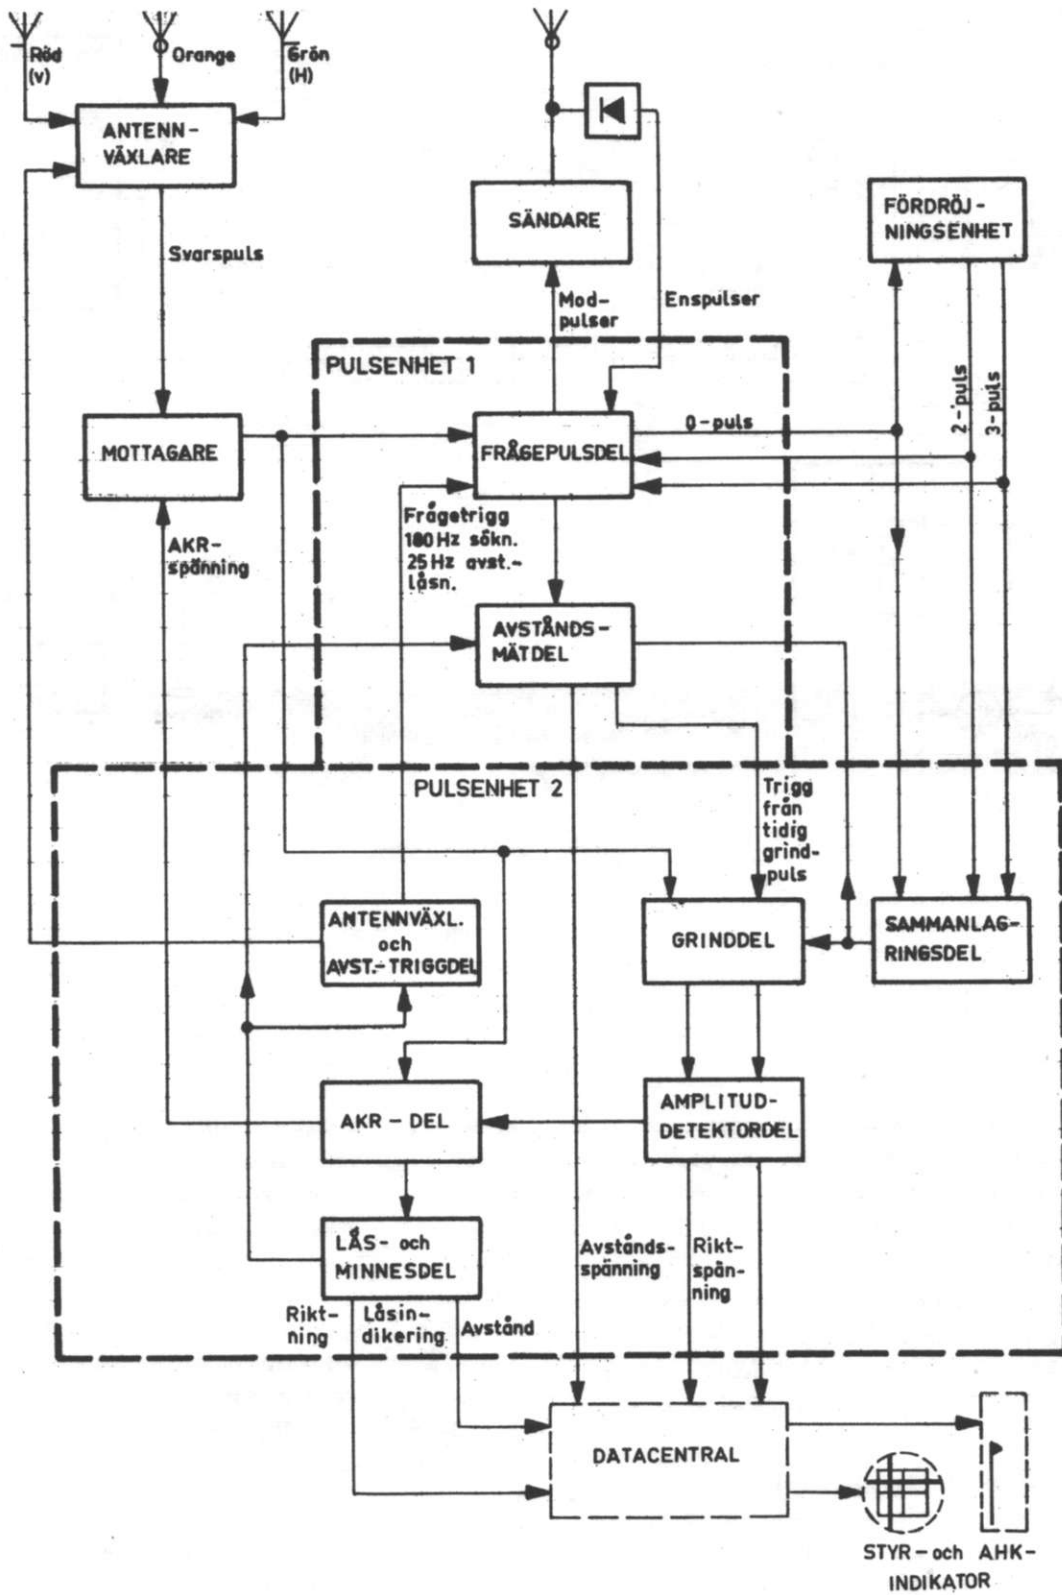 Röd
(v)
Orange
Grön
(H)
ANTENN-
VÄXLARE
SÄNDARE
FÖRDRÖJ-
NINGSENHET
Svarspuls
Mod-
pulser
Enspulser
PULSENHET 1
2-puls
3-puls
0-puls
MOTTAGARE
FRÅGEPULSDEL
Frågetrigg
180 Hz sökn.
25 Hz avst.-
låsn.
AKR-
spänning
AVSTÅNDS-
MÄTDEL
PULSENHET 2
Trigg
från
tidig
grind-
puls
ANTENNVÄXL.
och
AVST.-TRIGGDEL
GRINDDEL
SAMMANLAG-
RINGSDEL
AKR-DEL
AMPLITUD-
DETEKTORDEL
LÅS- och
MINNESDEL
Avstånds-
spänning
Rikt-
spän-
ning
Rikt-
ning
Låsin-
dikering
Avstånd
DATACENTRAL
STYR-och AHK-
INDIKATOR